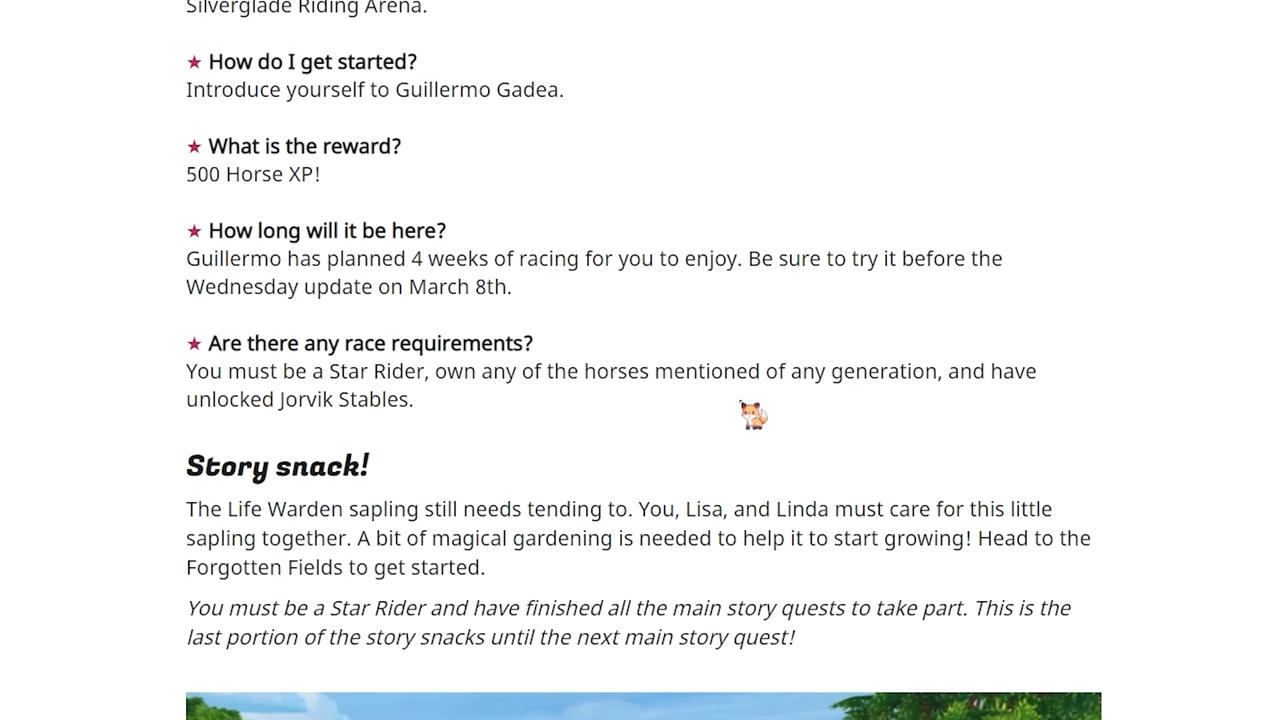 Silverglade Riding Arena.
★ How do I get started?
Introduce yourself to Guillermo Gadea.
★ What is the reward?
500 Horse XP!
★ How long will it be here?
Guillermo has planned 4 weeks of racing for you to enjoy. Be sure to try it before the
Wednesday update on March 8th.
★ Are there any race requirements?
You must be a Star Rider, own any of the horses mentioned of any generation, and have
unlocked Jorvik Stables.
Story snack!
The Life Warden sapling still needs tending to. You, Lisa, and Linda must care for this little
sapling together. A bit of magical gardening is needed to help it to start growing! Head to the
Forgotten Fields to get started.
You must be a Star Rider and have finished all the main story quests to take part. This is the
last portion of the story snacks until the next main story quest!